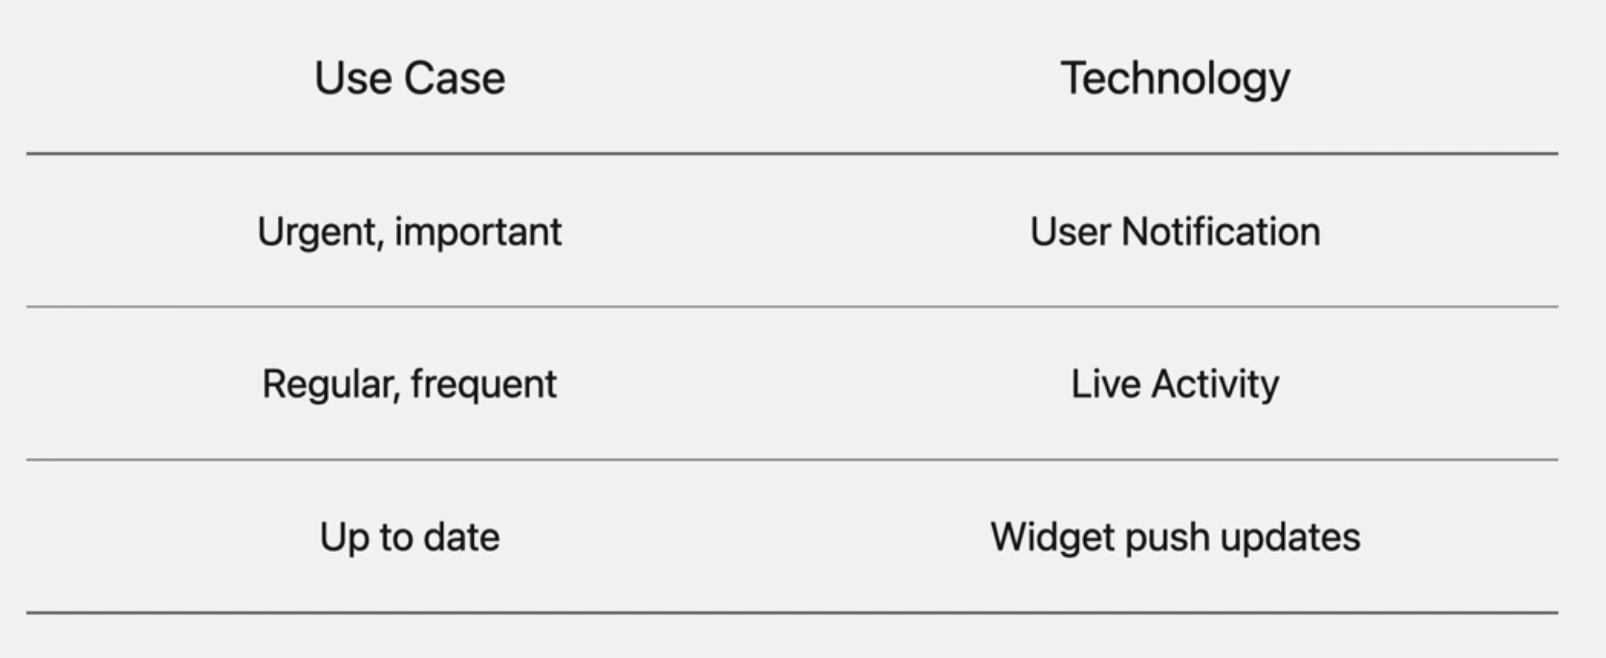 Use Case Technology
Urgent, important User Notification
Regular, frequent Live Activity
Up to date Widget push updates